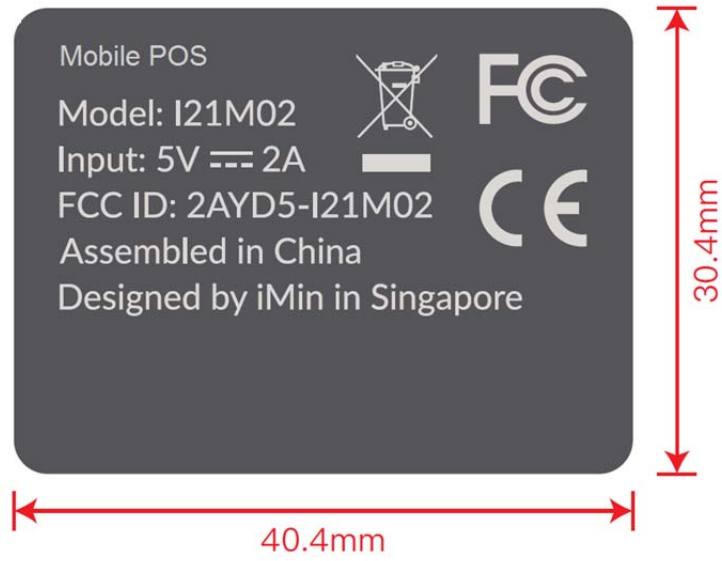 Mobile POS
Model: I21M02
Input: 5V ⎓ 2A
FCC ID: 2AYD5-I21M02
Assembled in China
Designed by iMin in Singapore
FC
CE
30.4mm
40.4mm